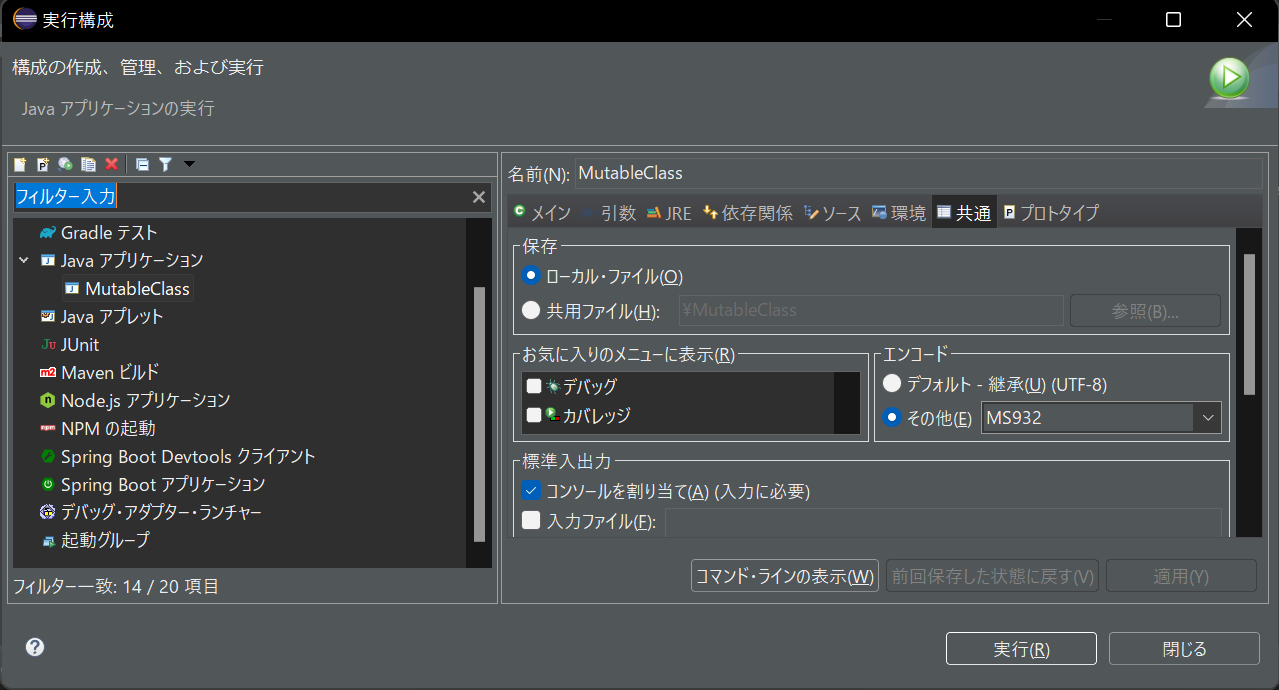 実行構成
構成の作成、管理、および実行
Java アプリケーションの実行
フィルター入力
Gradle テスト
Java アプリケーション
MutableClass
Java アプレット
JUnit
Maven ビルド
Node.js アプリケーション
NPM の起動
Spring Boot Devtools クライアント
Spring Boot アプリケーション
デバッグ・アダプター・ランチャー
起動グループ
フィルター一致: 14 / 20 項目
名前(N): MutableClass
メイン 引数 JRE 依存関係 ソース 環境 共通 プロトタイプ
保存
ローカル・ファイル(O)
共用ファイル(H): ¥MutableClass 参照(B)...
お気に入りのメニューに表示(R)
デバッグ
カバレッジ
エンコード
デフォルト - 継承(U) (UTF-8)
その他(E) MS932
標準入出力
コンソールを割り当て(A) (入力に必要)
入力ファイル(F):
コマンド・ラインの表示(W) 前回保存した状態に戻す(V) 適用(Y)
実行(R) 閉じる